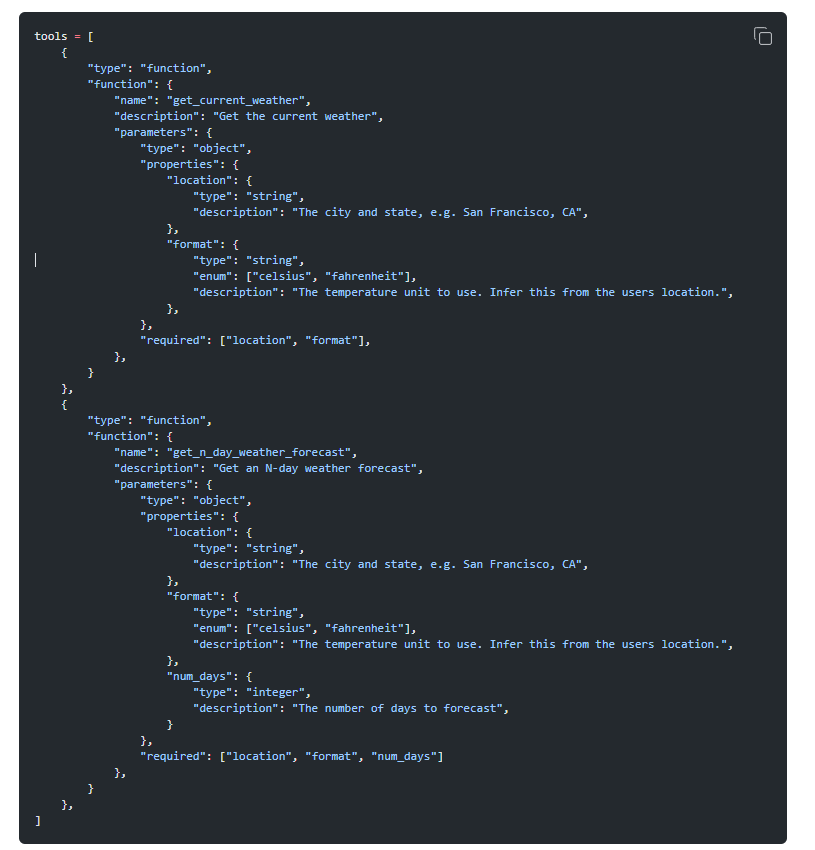 tools = [
    {
        "type": "function",
        "function": {
            "name": "get_current_weather",
            "description": "Get the current weather",
            "parameters": {
                "type": "object",
                "properties": {
                    "location": {
                        "type": "string",
                        "description": "The city and state, e.g. San Francisco, CA",
                    },
                    "format": {
                        "type": "string",
                        "enum": ["celsius", "fahrenheit"],
                        "description": "The temperature unit to use. Infer this from the users location.",
                    },
                },
                "required": ["location", "format"],
            },
        }
    },
    {
        "type": "function",
        "function": {
            "name": "get_n_day_weather_forecast",
            "description": "Get an N-day weather forecast",
            "parameters": {
                "type": "object",
                "properties": {
                    "location": {
                        "type": "string",
                        "description": "The city and state, e.g. San Francisco, CA",
                    },
                    "format": {
                        "type": "string",
                        "enum": ["celsius", "fahrenheit"],
                        "description": "The temperature unit to use. Infer this from the users location.",
                    },
                    "num_days": {
                        "type": "integer",
                        "description": "The number of days to forecast",
                    }
                },
                "required": ["location", "format", "num_days"]
            },
        }
    },
]